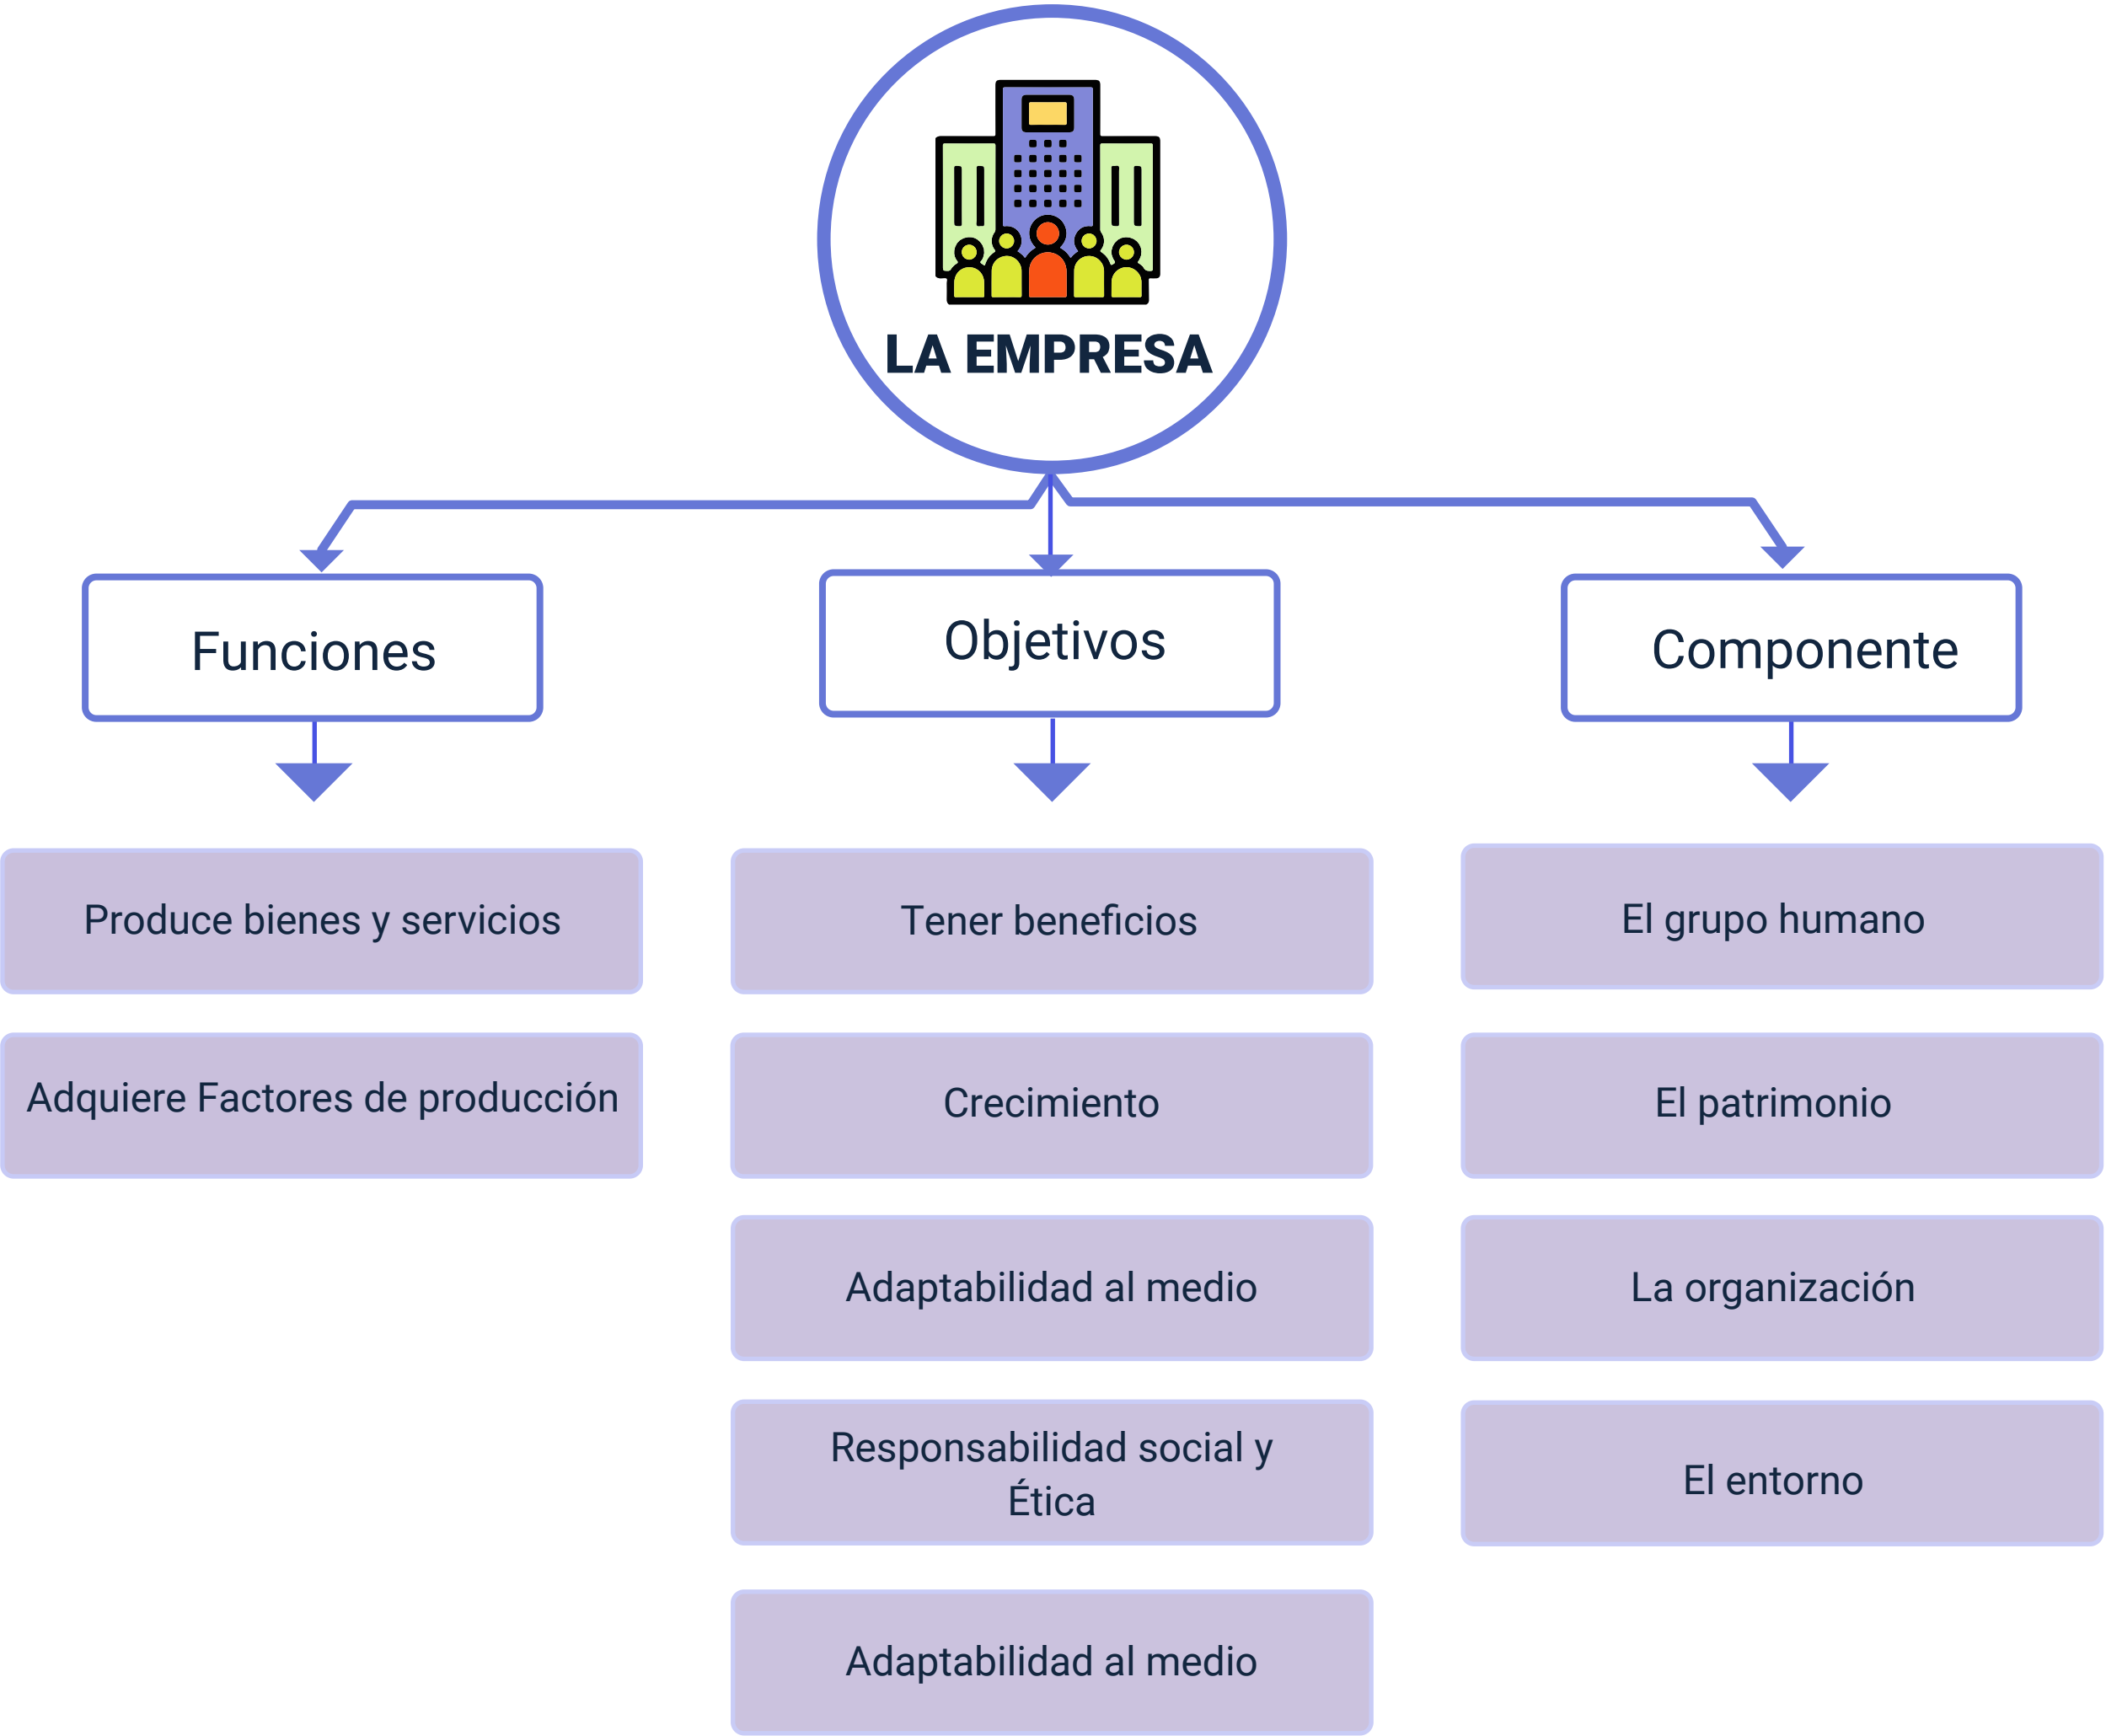 LA EMPRESA
Funciones
Objetivos
Componente
Produce bienes y servicios
Adquiere Factores de producción
Tener beneficios
Crecimiento
Adaptabilidad al medio
Responsabilidad social y
Ética
Adaptabilidad al medio
El grupo humano
El patrimonio
La organización
El entorno